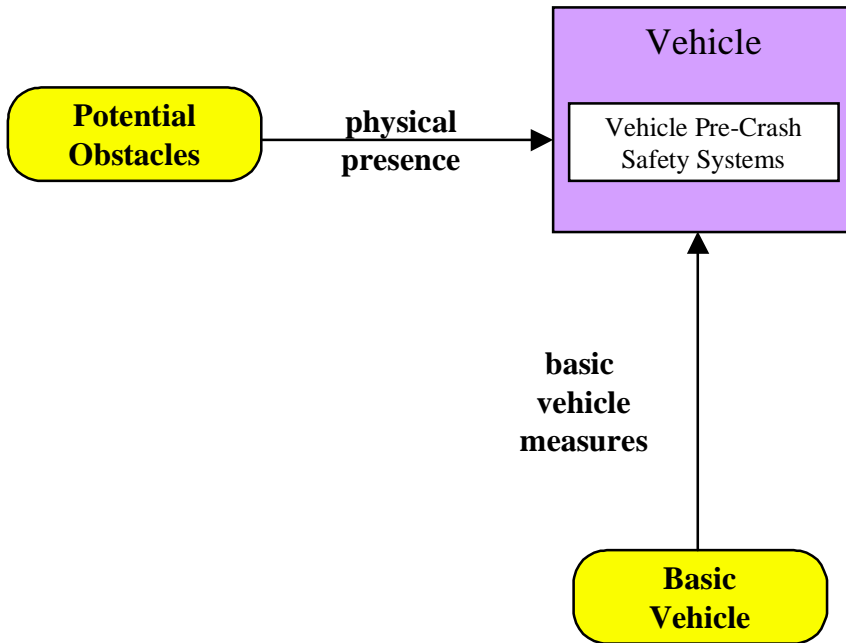 Vehicle
Potential
Obstacles
physical
presence
Vehicle Pre-Crash
Safety Systems
basic
vehicle
measures
Basic
Vehicle